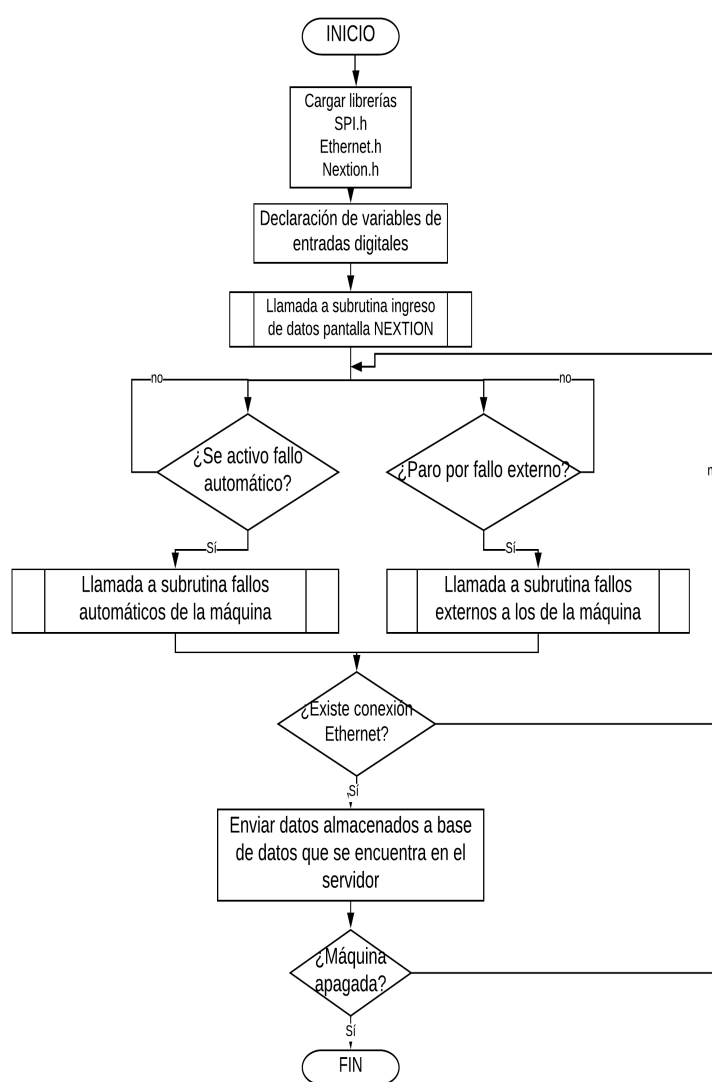 INICIO
Cargar librerías
SPI.h
Ethernet.h
Nextion.h
Declaración de variables de
entradas digitales
Llamada a subrutina ingreso
de datos pantalla NEXTION
no
no
¿Se activo fallo
automático?
¿Paro por fallo externo?
Sí
Sí
Llamada a subrutina fallos
automáticos de la máquina
Llamada a subrutina fallos
externos a los de la máquina
¿Existe conexión
Ethernet?
Sí
Enviar datos almacenados a base
de datos que se encuentra en el
servidor
¿Máquina
apagada?
Sí
FIN